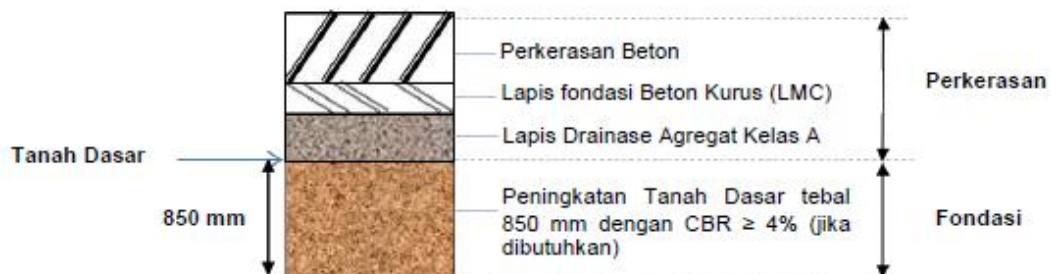 Perkerasan Beton
Perkerasan
Lapis fondasi Beton Kurus (LMC)
Lapis Drainase Agregat Kelas A
Tanah Dasar
850 mm
Peningkatan Tanah Dasar tebal
850 mm dengan CBR ≥ 4% (jika
dibutuhkan)
Fondasi